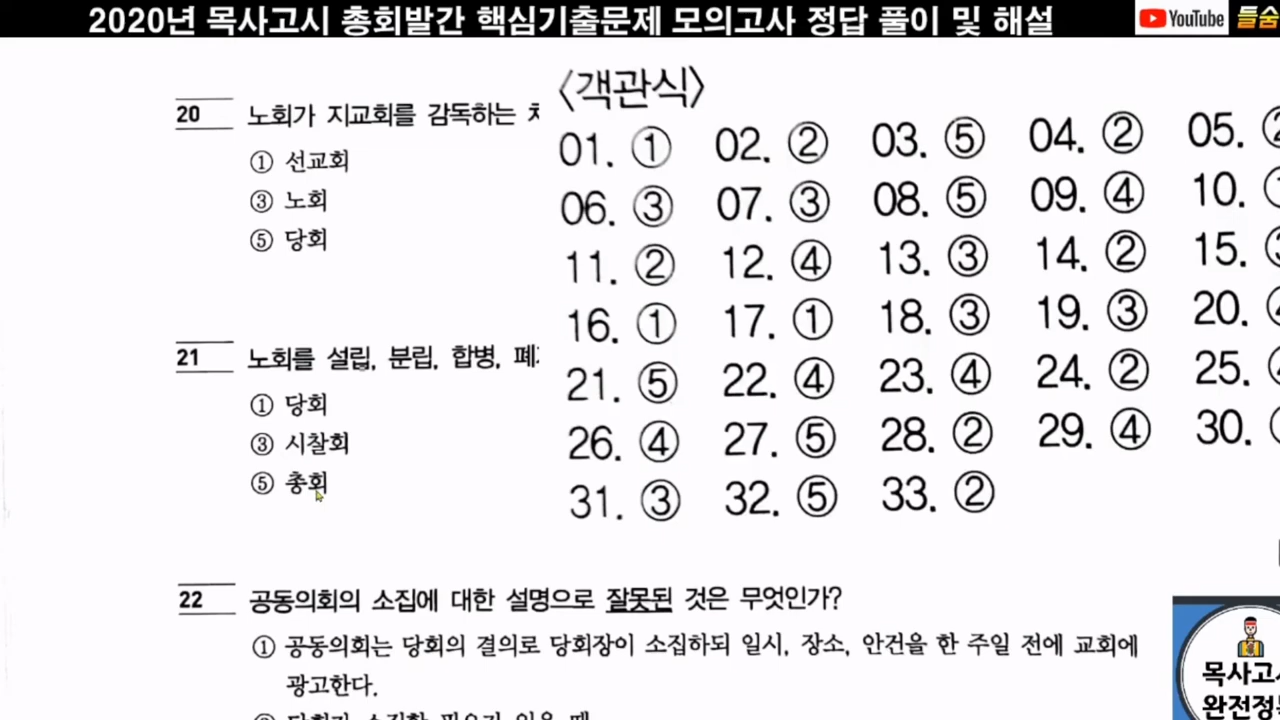 2020년 목사고시 총회발간 핵심기출문제 모의고사 정답 풀이 및 해설
YouTube 들숨
20 노회가 지교회를 감독하는
① 선교회
③ 노회
⑤ 당회
21 노회를 설립, 분립, 합병,
① 당회
③ 시찰회
⑤ 총회
〈객관식〉
01. ① 02. ② 03. ⑤ 04. ② 05.
06. ③ 07. ③ 08. ⑤ 09. ④ 10.
11. ② 12. ④ 13. ③ 14. ② 15.
16. ① 17. ① 18. ③ 19. ③ 20.
21. ⑤ 22. ④ 23. ④ 24. ② 25.
26. ④ 27. ⑤ 28. ② 29. ④ 30.
31. ③ 32. ⑤ 33. ②
22 공동의회의 소집에 대한 설명으로 잘못된 것은 무엇인가?
① 공동의회는 당회의 결의로 당회장이 소집하되 일시, 장소, 안건을 한 주일 전에 교회에
광고한다.
목사고시
완전정복